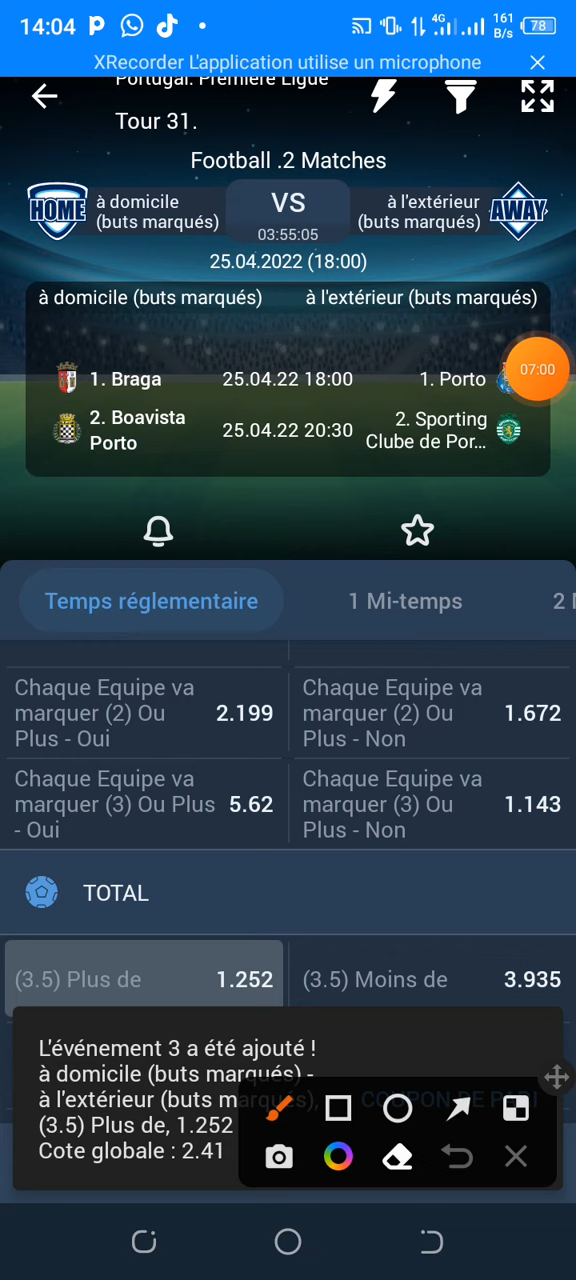 14:04
4G
161
B/s
78
XRecorder L'application utilise un microphone
Portugal. Première Ligue
Tour 31.
Football .2 Matches
HOME
à domicile
(buts marqués)
VS
03:55:05
à l'extérieur
(buts marqués)
AWAY
25.04.2022 (18:00)
à domicile (buts marqués)
à l'extérieur (buts marqués)
1. Braga
25.04.22 18:00
1. Porto
07:00
2. Boavista
Porto
25.04.22 20:30
2. Sporting
Clube de Por...
Temps réglementaire
1 Mi-temps
2
Chaque Equipe va
marquer (2) Ou
Plus - Oui
2.199
Chaque Equipe va
marquer (2) Ou
Plus - Non
1.672
Chaque Equipe va
marquer (3) Ou Plus
- Oui
5.62
Chaque Equipe va
marquer (3) Ou
Plus - Non
1.143
TOTAL
(3.5) Plus de
1.252
(3.5) Moins de
3.935
L'événement 3 a été ajouté !
à domicile (buts marqués) -
à l'extérieur (buts marqués),
(3.5) Plus de, 1.252
Cote globale : 2.41
COUPON DE PARI